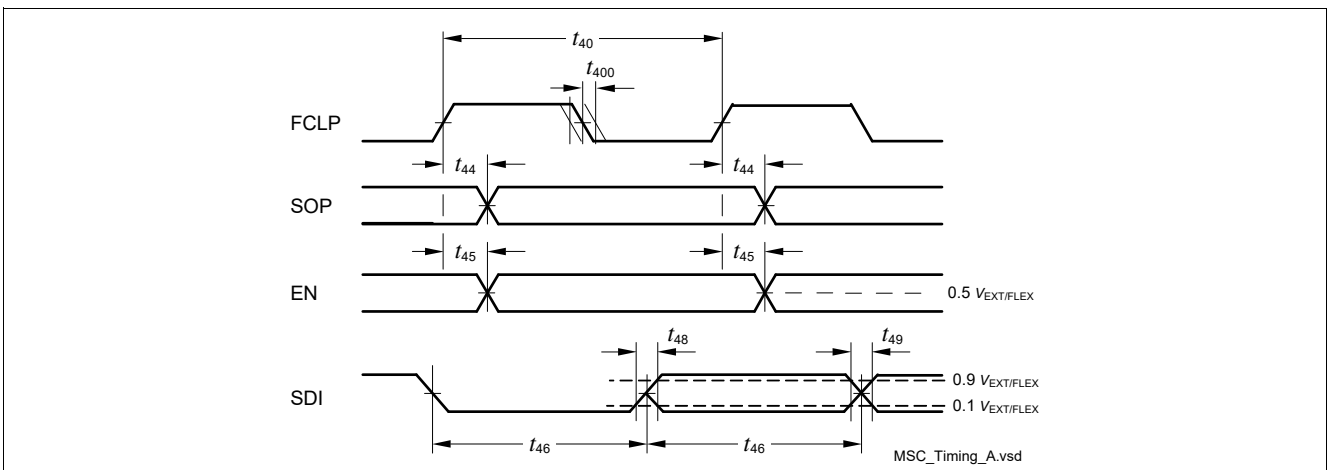 t40
t400
FCLP
t44 t44
SOP
t45 t45
EN
0.5 VEXT/FLEX
t48 t49
SDI
0.9 VEXT/FLEX
0.1 VEXT/FLEX
t46 t46
MSC_Timing_A.vsd